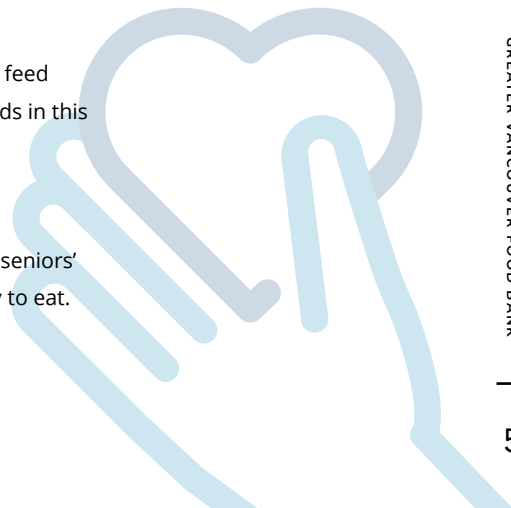 feed
ds in this
seniors’
to eat.
GREATER VANCOUVER FOOD BANK
5